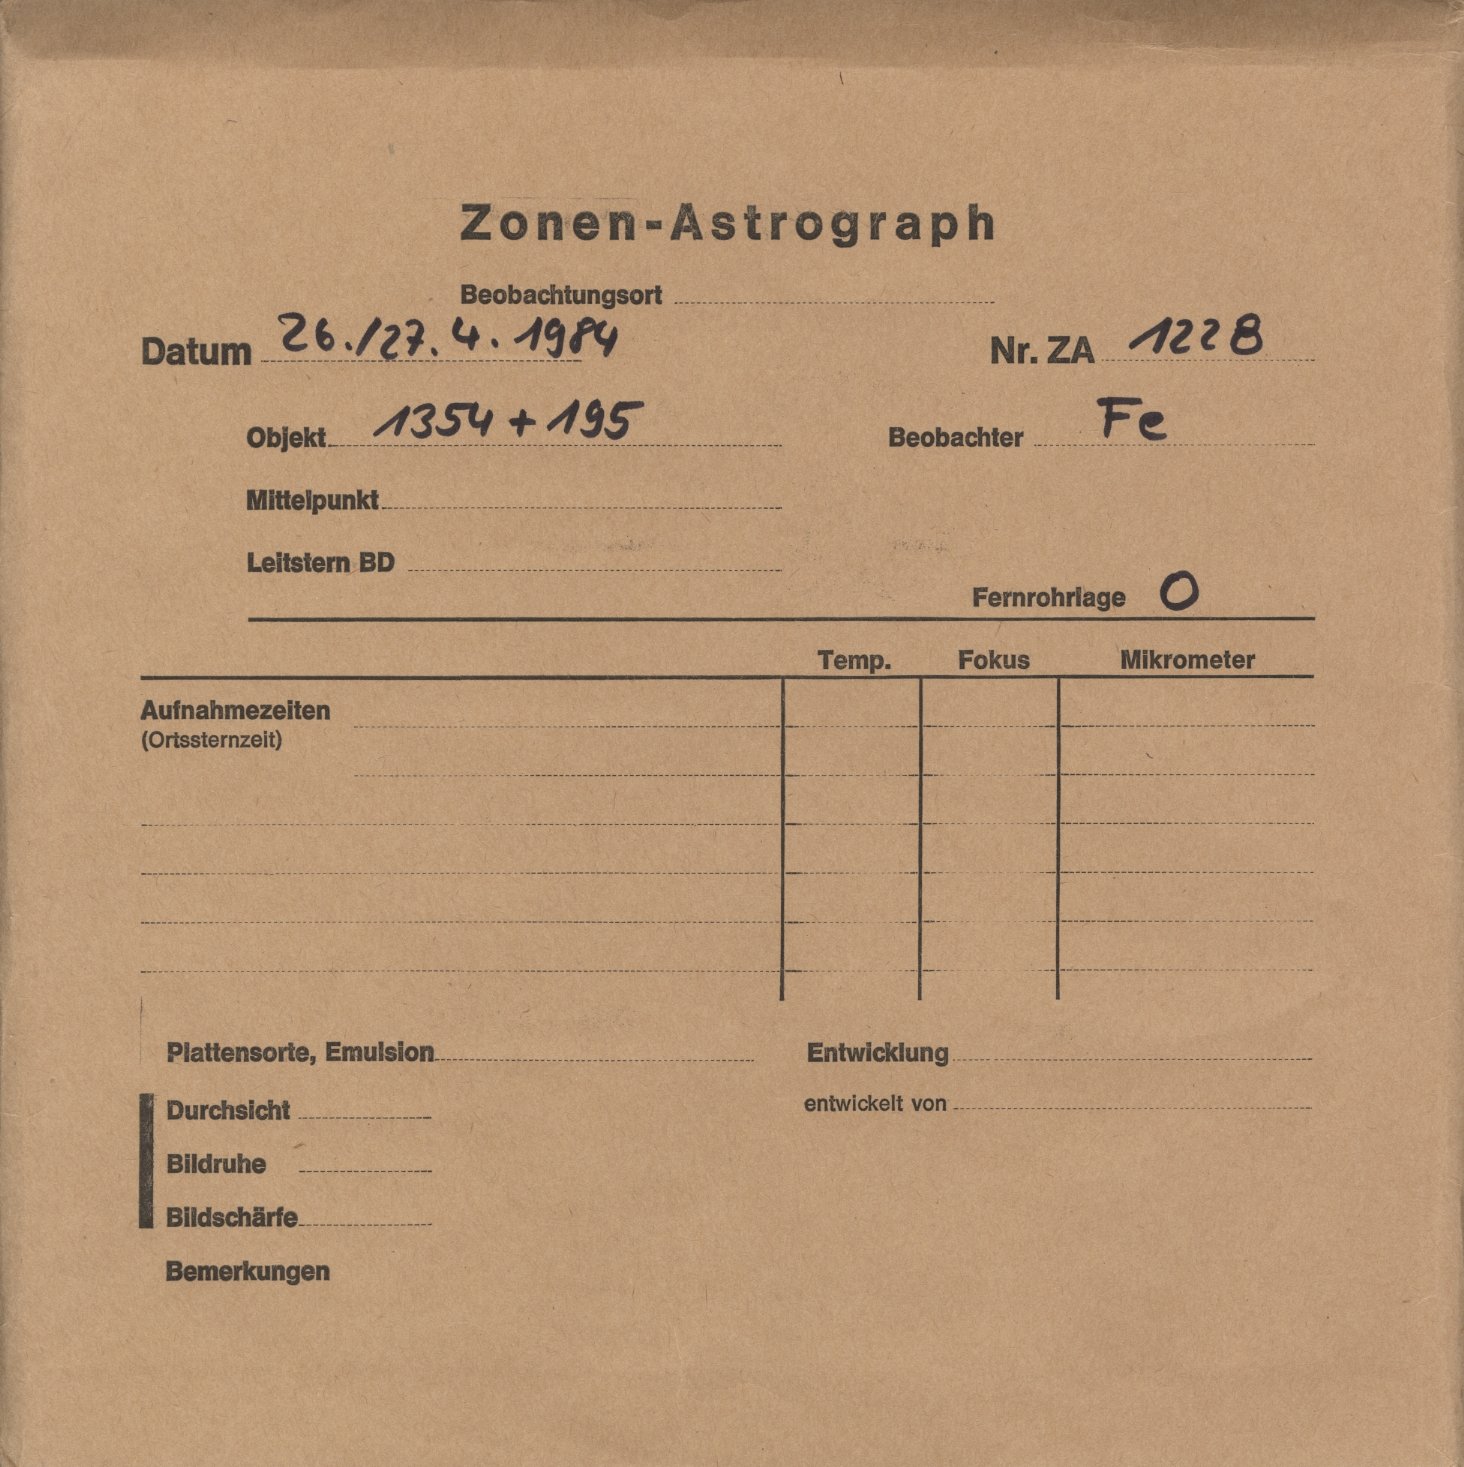 Zonen-Astrograph
Beobachtungsort
Datum 26./27. 4. 1984 Nr. ZA 1228
Objekt 1354 + 195 Beobachter Fe
Mittelpunkt
Leitstern BD
Fernrohrlage O
Temp. Fokus Mikrometer
Aufnahmezeiten
(Ortssternzeit)
Plattensorte, Emulsion Entwicklung
Durchsicht entwickelt von
Bildruhe
Bildschärfe
Bemerkungen